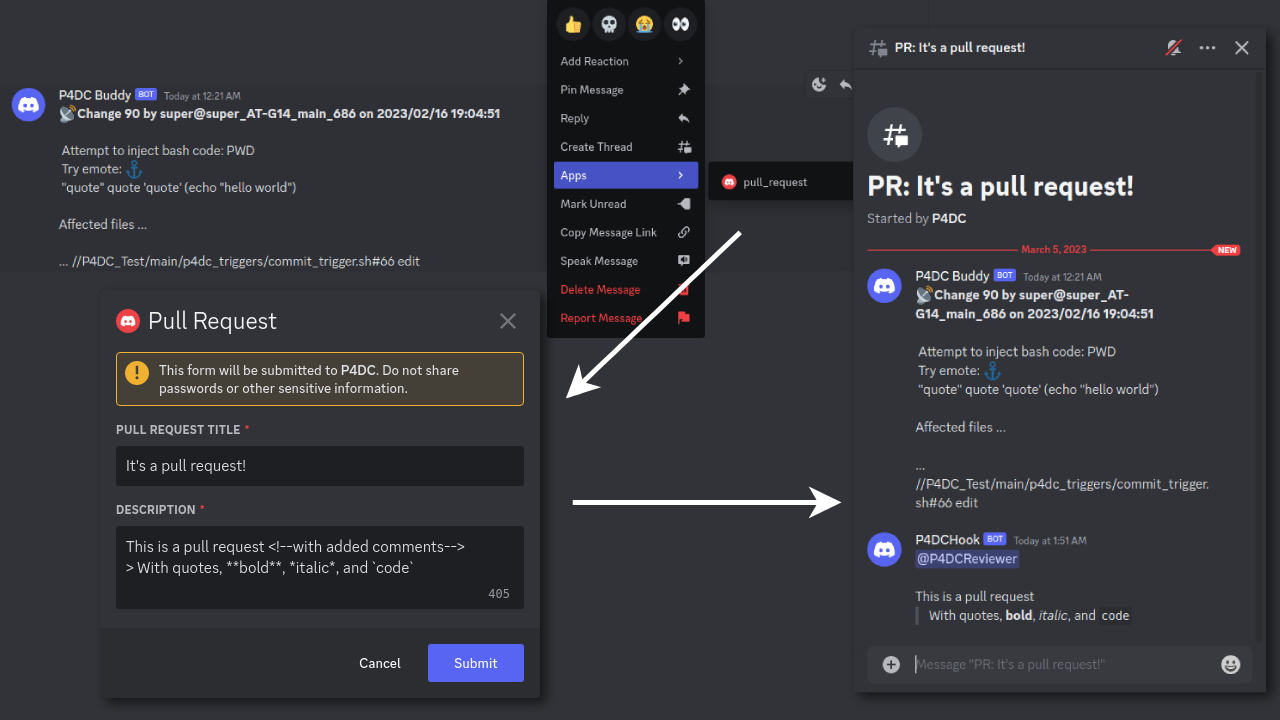 P4DC Buddy BOT Today at 12:21 AM
Change 90 by super@super_AT-G14_main_686 on 2023/02/16 19:04:51
Attempt to inject bash code: PWD
Try emote:
"quote" quote 'quote' (echo "hello world")
Affected files ...
... //P4DC_Test/main/p4dc_triggers/commit_trigger.sh#66 edit
Add Reaction
Pin Message
Reply
Create Thread
Apps
pull_request
Mark Unread
Copy Message Link
Speak Message
Delete Message
Report Message
Pull Request
This form will be submitted to P4DC. Do not share
passwords or other sensitive information.
PULL REQUEST TITLE *
It's a pull request!
DESCRIPTION *
This is a pull request <!--with added comments-->
> With quotes, **bold**, *italic*, and `code`
405
Cancel
Submit
PR: It's a pull request!
PR: It's a pull request!
Started by P4DC
March 5, 2023
NEW
P4DC Buddy BOT Today at 12:21 AM
Change 90 by super@super_AT-
G14_main_686 on 2023/02/16 19:04:51
Attempt to inject bash code: PWD
Try emote:
"quote" quote 'quote' (echo "hello world")
Affected files ...
...
//P4DC_Test/main/p4dc_triggers/commit_trigger.
sh#66 edit
P4DCHook BOT Today at 1:51 AM
@P4DCReviewer
This is a pull request
With quotes, bold, italic, and code
Message "PR: It's a pull request!"